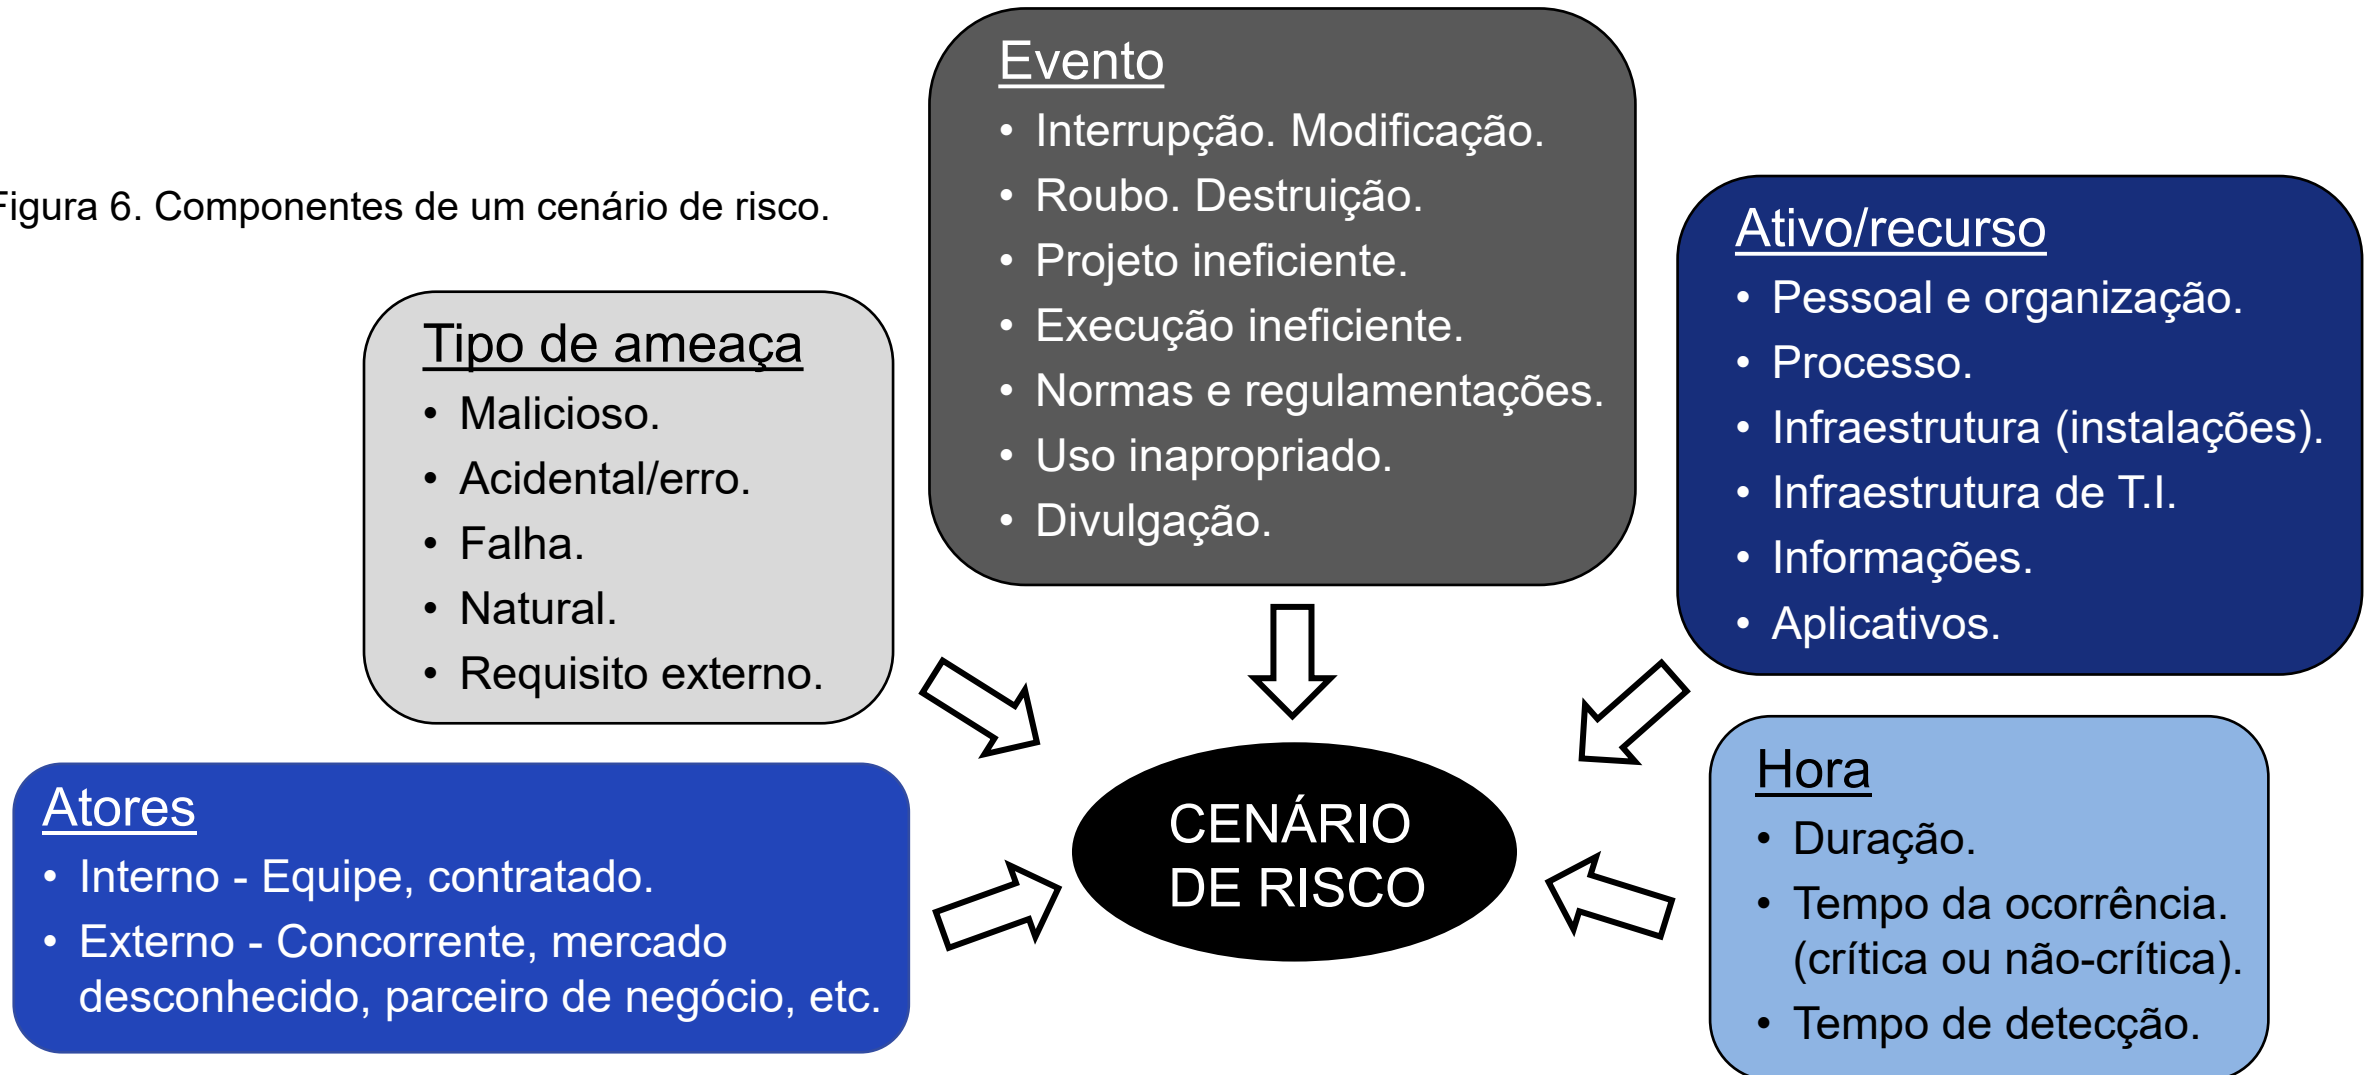 Figura 6. Componentes de um cenário de risco.
Evento
• Interrupção. Modificação.
• Roubo. Destruição.
• Projeto ineficiente.
• Execução ineficiente.
• Normas e regulamentações.
• Uso inapropriado.
• Divulgação.
Ativo/recurso
• Pessoal e organização.
• Processo.
• Infraestrutura (instalações).
• Infraestrutura de T.I.
• Informações.
• Aplicativos.
Tipo de ameaça
• Malicioso.
• Acidental/erro.
• Falha.
• Natural.
• Requisito externo.
Atores
• Interno - Equipe, contratado.
• Externo - Concorrente, mercado
desconhecido, parceiro de negócio, etc.
CENÁRIO
DE RISCO
Hora
• Duração.
• Tempo da ocorrência.
(crítica ou não-crítica).
• Tempo de detecção.